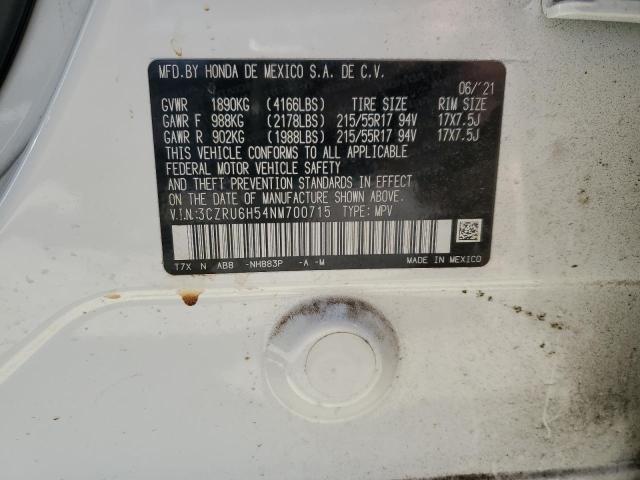 MFD.BY HONDA DE MEXICO S.A. DE C.V.
06/'21
GVWR 1890KG (4166LBS) TIRE SIZE RIM SIZE
GAWR F 988KG (2178LBS) 215/55R17 94V 17X7.5J
GAWR R 902KG (1988LBS) 215/55R17 94V 17X7.5J
THIS VEHICLE CONFORMS TO ALL APPLICABLE
FEDERAL MOTOR VEHICLE SAFETY
AND THEFT PREVENTION STANDARDS IN EFFECT
ON THE DATE OF MANUFACTURE SHOWN ABOVE.
V.I.N:3CZRU6H54NM700715 TYPE: MPV
T7X N AB8 -NH883P -A -M
MADE IN MEXICO